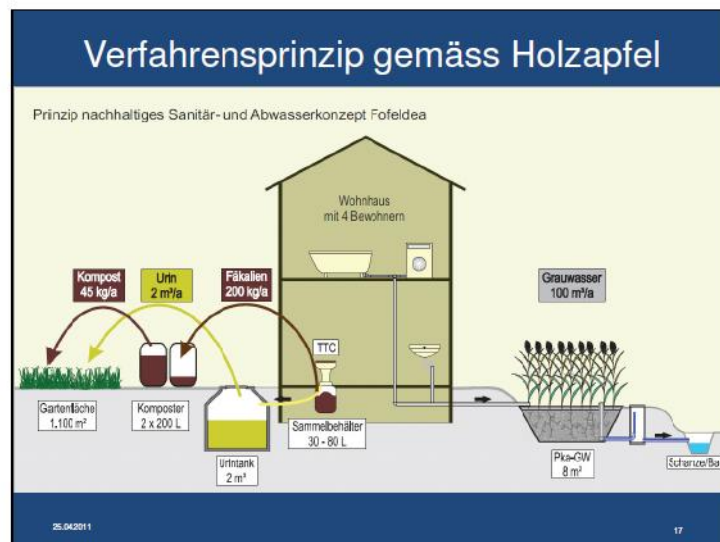 Verfahrensprinzip gemäss Holzapfel
Prinzip nachhaltiges Sanitär- und Abwasserkonzept Fofeldea
Wohnhaus
mit 4 Bewohnern
Kompost
45 kg/a
Urin
2 m³/a
Fäkalien
200 kg/a
Grauwasser
100 m³/a
TTC
Gartenfläche
1.100 m²
Komposter
2 x 200 L
Urintank
2 m³
Sammelbehälter
30 - 80 L
Pka-GW
8 m²
Schanze/Ba
25.04.2011
17